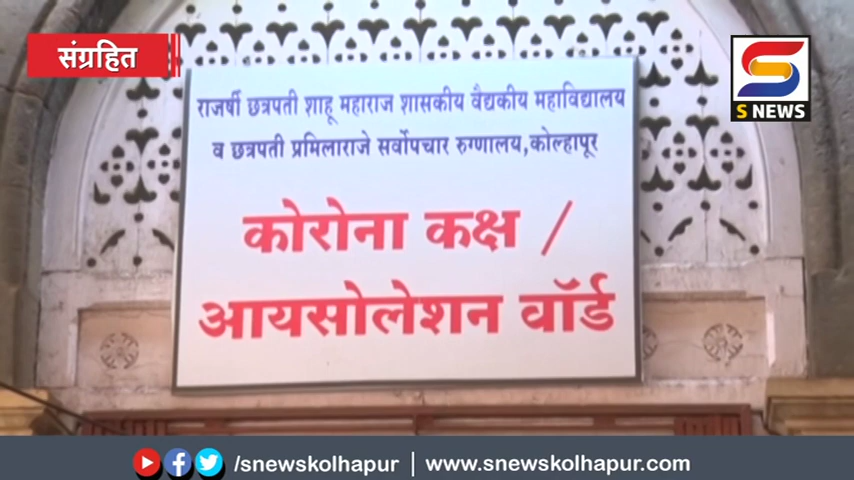 संग्रहित
S NEWS
राजर्षी छत्रपती शाहू महाराज शासकीय वैद्यकीय महाविद्यालय
व छत्रपती प्रमिलाराजे सर्वोपचार रुग्णालय,कोल्हापूर
कोरोना कक्ष /
आयसोलेशन वॉर्ड
/snewskolhapur | www.snewskolhapur.com